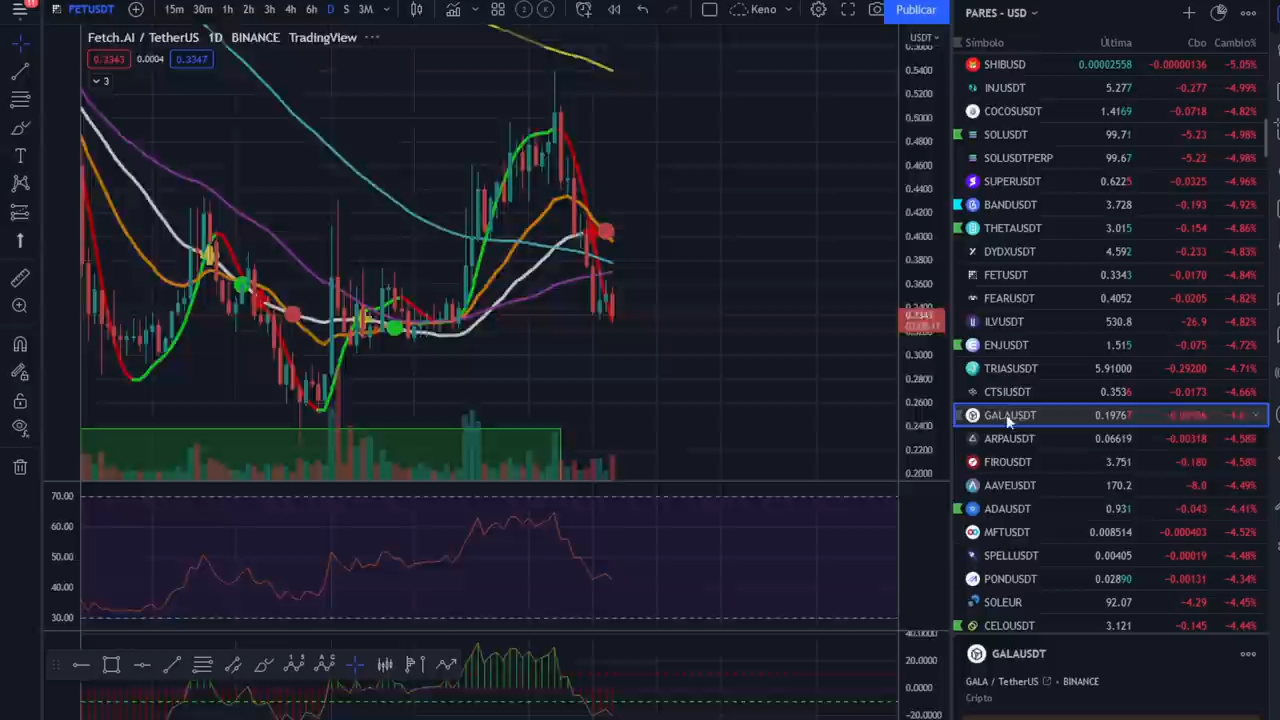 11
FETUSDT 15m 30m 1h 2h 3h 4h 6h D S 3M Keno Publicar
Fetch.AI / TetherUS 1D BINANCE TradingView ···
0.3343 0.0004 0.3347
3
USDT
0.5400
0.5200
0.5000
0.4800
0.4600
0.4400
0.4200
0.4000
0.3800
0.3600
0.3000
0.2800
0.2600
0.2400
0.2200
0.2000
70.00
60.00
50.00
40.00
30.00
20.0000
0.0000
-20.0000
PARES - USD
Símbolo Última Cbo Cambio%
SHIBUSD 0.00002558 −0.00000136 −5.05%
INJUSDT 5.277 −0.277 −4.99%
COCOSUSDT 1.4169 −0.0718 −4.82%
SOLUSDT 99.71 −5.23 −4.98%
SOLUSDTPERP 99.67 −5.22 −4.98%
SUPERUSDT 0.6225 −0.0325 −4.96%
BANDUSDT 3.728 −0.193 −4.92%
THETAUSDT 3.015 −0.154 −4.86%
DYDXUSDT 4.592 −0.233 −4.83%
FETUSDT 0.3343 −0.0170 −4.84%
FEARUSDT 0.4052 −0.0205 −4.82%
ILVUSDT 530.8 −26.9 −4.82%
ENJUSDT 1.515 −0.075 −4.72%
TRIASUSDT 5.91000 −0.29200 −4.71%
CTSIUSDT 0.3536 −0.0173 −4.66%
GALAUSDT 0.19767
ARPAUSDT 0.06619 −0.00318 −4.58%
FIROUSDT 3.751 −0.180 −4.58%
AAVEUSDT 170.2 −8.0 −4.49%
ADAUSDT 0.931 −0.043 −4.41%
MFTUSDT 0.008514 −0.000403 −4.52%
SPELLUSDT 0.00405 −0.00019 −4.48%
PONDUSDT 0.02890 −0.00131 −4.34%
SOLEUR 92.07 −4.29 −4.45%
CELOUSDT 3.121 −0.145 −4.44%
GALAUSDT
GALA / TetherUS • BINANCE
Cripto